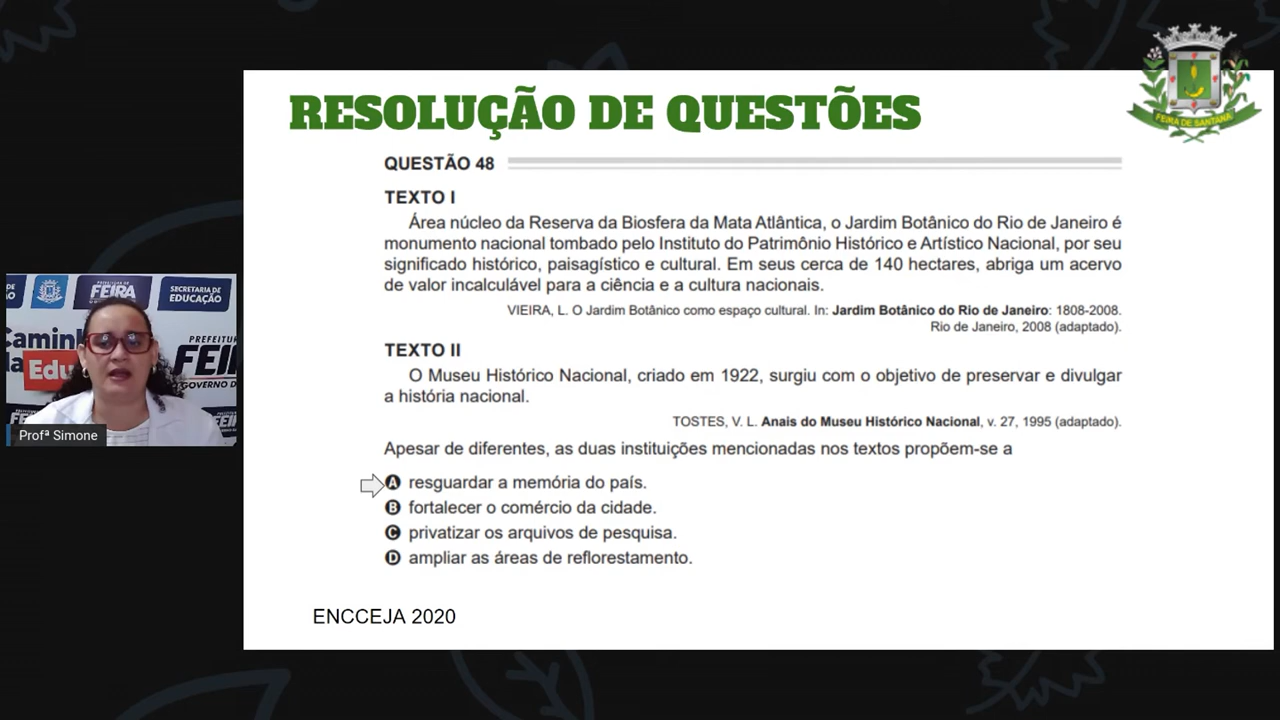 RESOLUÇÃO DE QUESTÕES
FEIRA DE SANTANA
QUESTÃO 48
TEXTO I
Área núcleo da Reserva da Biosfera da Mata Atlântica, o Jardim Botânico do Rio de Janeiro é
monumento nacional tombado pelo Instituto do Patrimônio Histórico e Artístico Nacional, por seu
significado histórico, paisagístico e cultural. Em seus cerca de 140 hectares, abriga um acervo
de valor incalculável para a ciência e a cultura nacionais.
VIEIRA, L. O Jardim Botânico como espaço cultural. In: Jardim Botânico do Rio de Janeiro: 1808-2008.
Rio de Janeiro, 2008 (adaptado).
TEXTO II
O Museu Histórico Nacional, criado em 1922, surgiu com o objetivo de preservar e divulgar
a história nacional.
TOSTES, V. L. Anais do Museu Histórico Nacional, v. 27, 1995 (adaptado).
Apesar de diferentes, as duas instituições mencionadas nos textos propõem-se a
A resguardar a memória do país.
B fortalecer o comércio da cidade.
C privatizar os arquivos de pesquisa.
D ampliar as áreas de reflorestamento.
ENCCEJA 2020
FEIRA
SECRETARIA DE
EDUCAÇÃO
Camin
da
Edu
PREFEITUR
FEI
GOVERNO D
Profª Simone